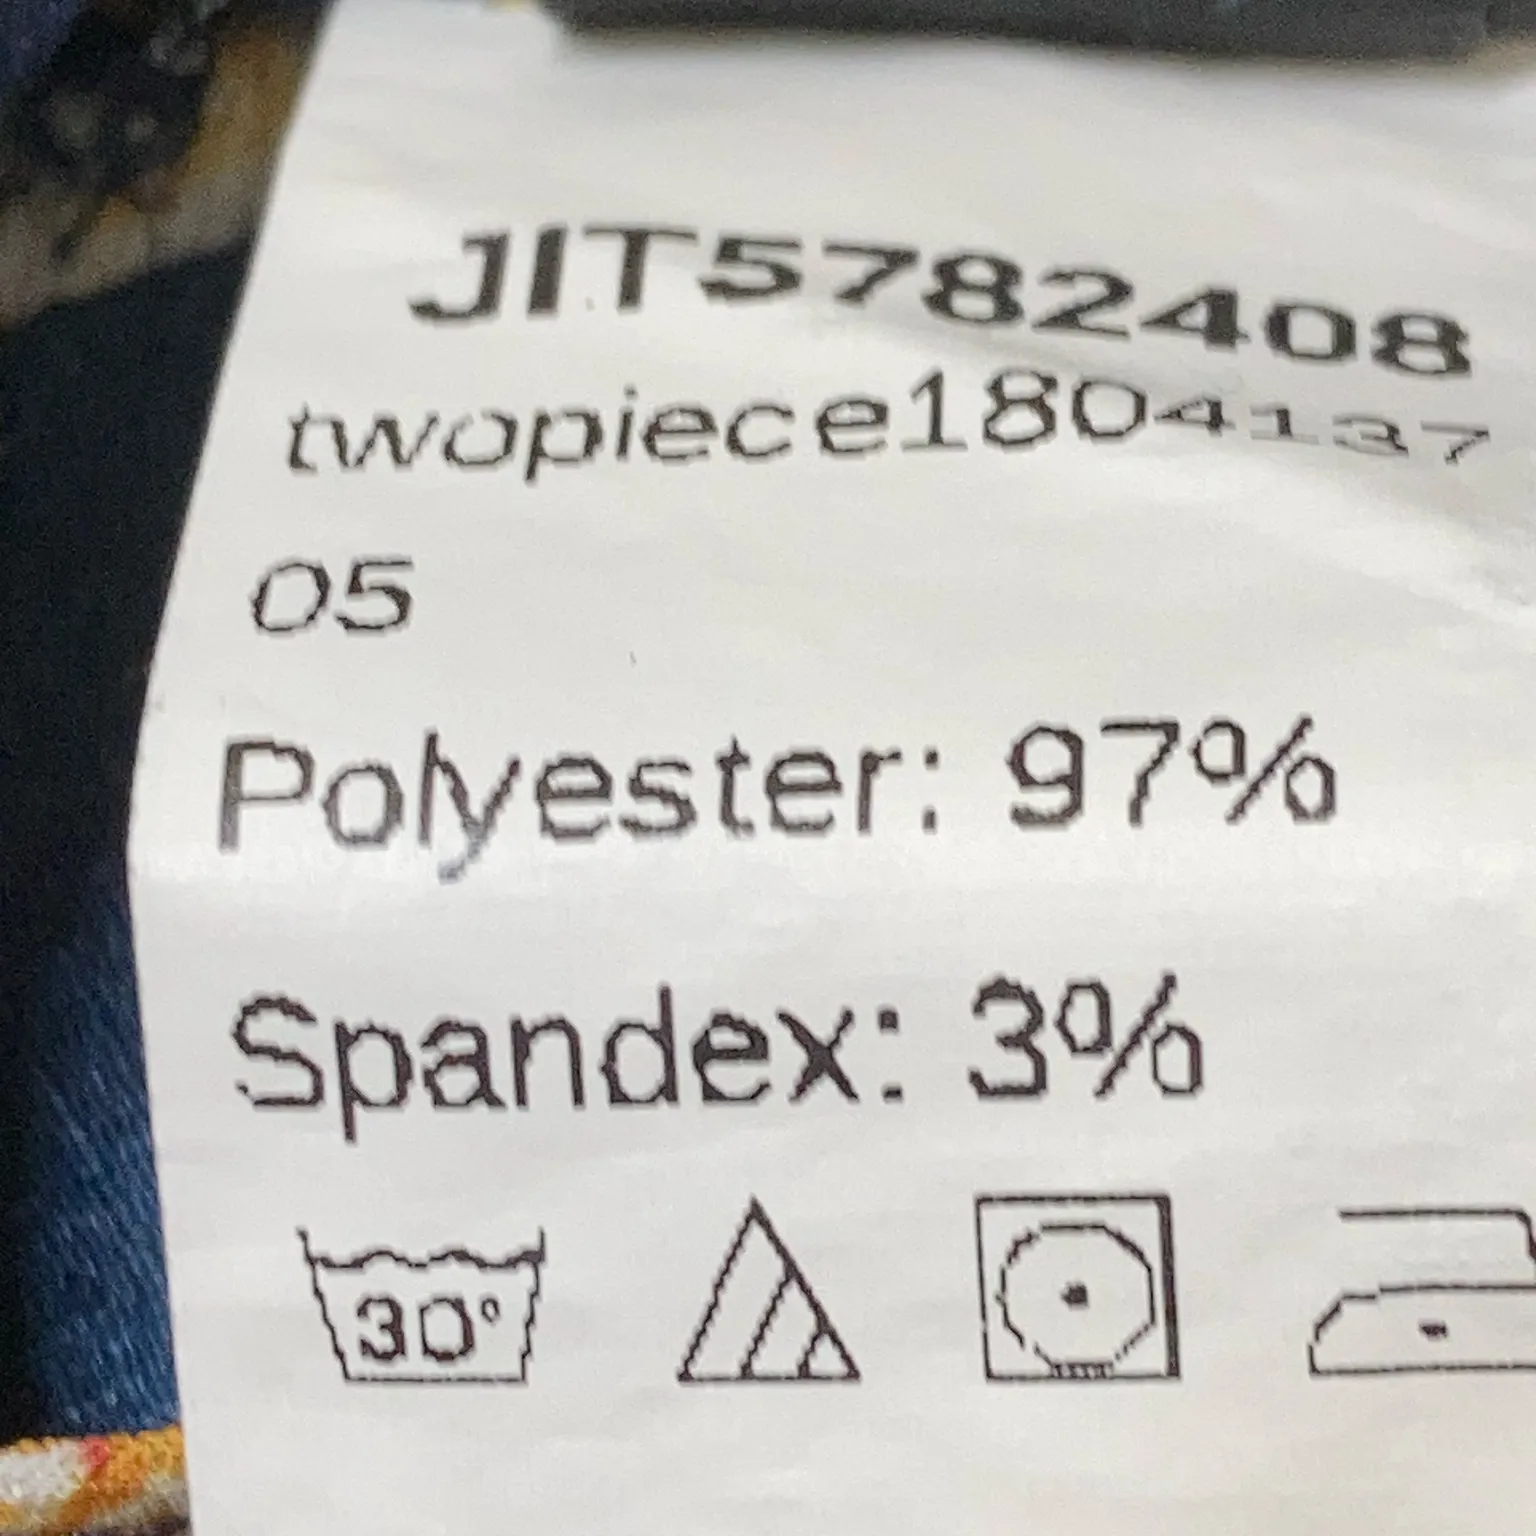 JIT5782408
twopiece1804137
05
Polyester: 97%
Spandex: 3%
30°